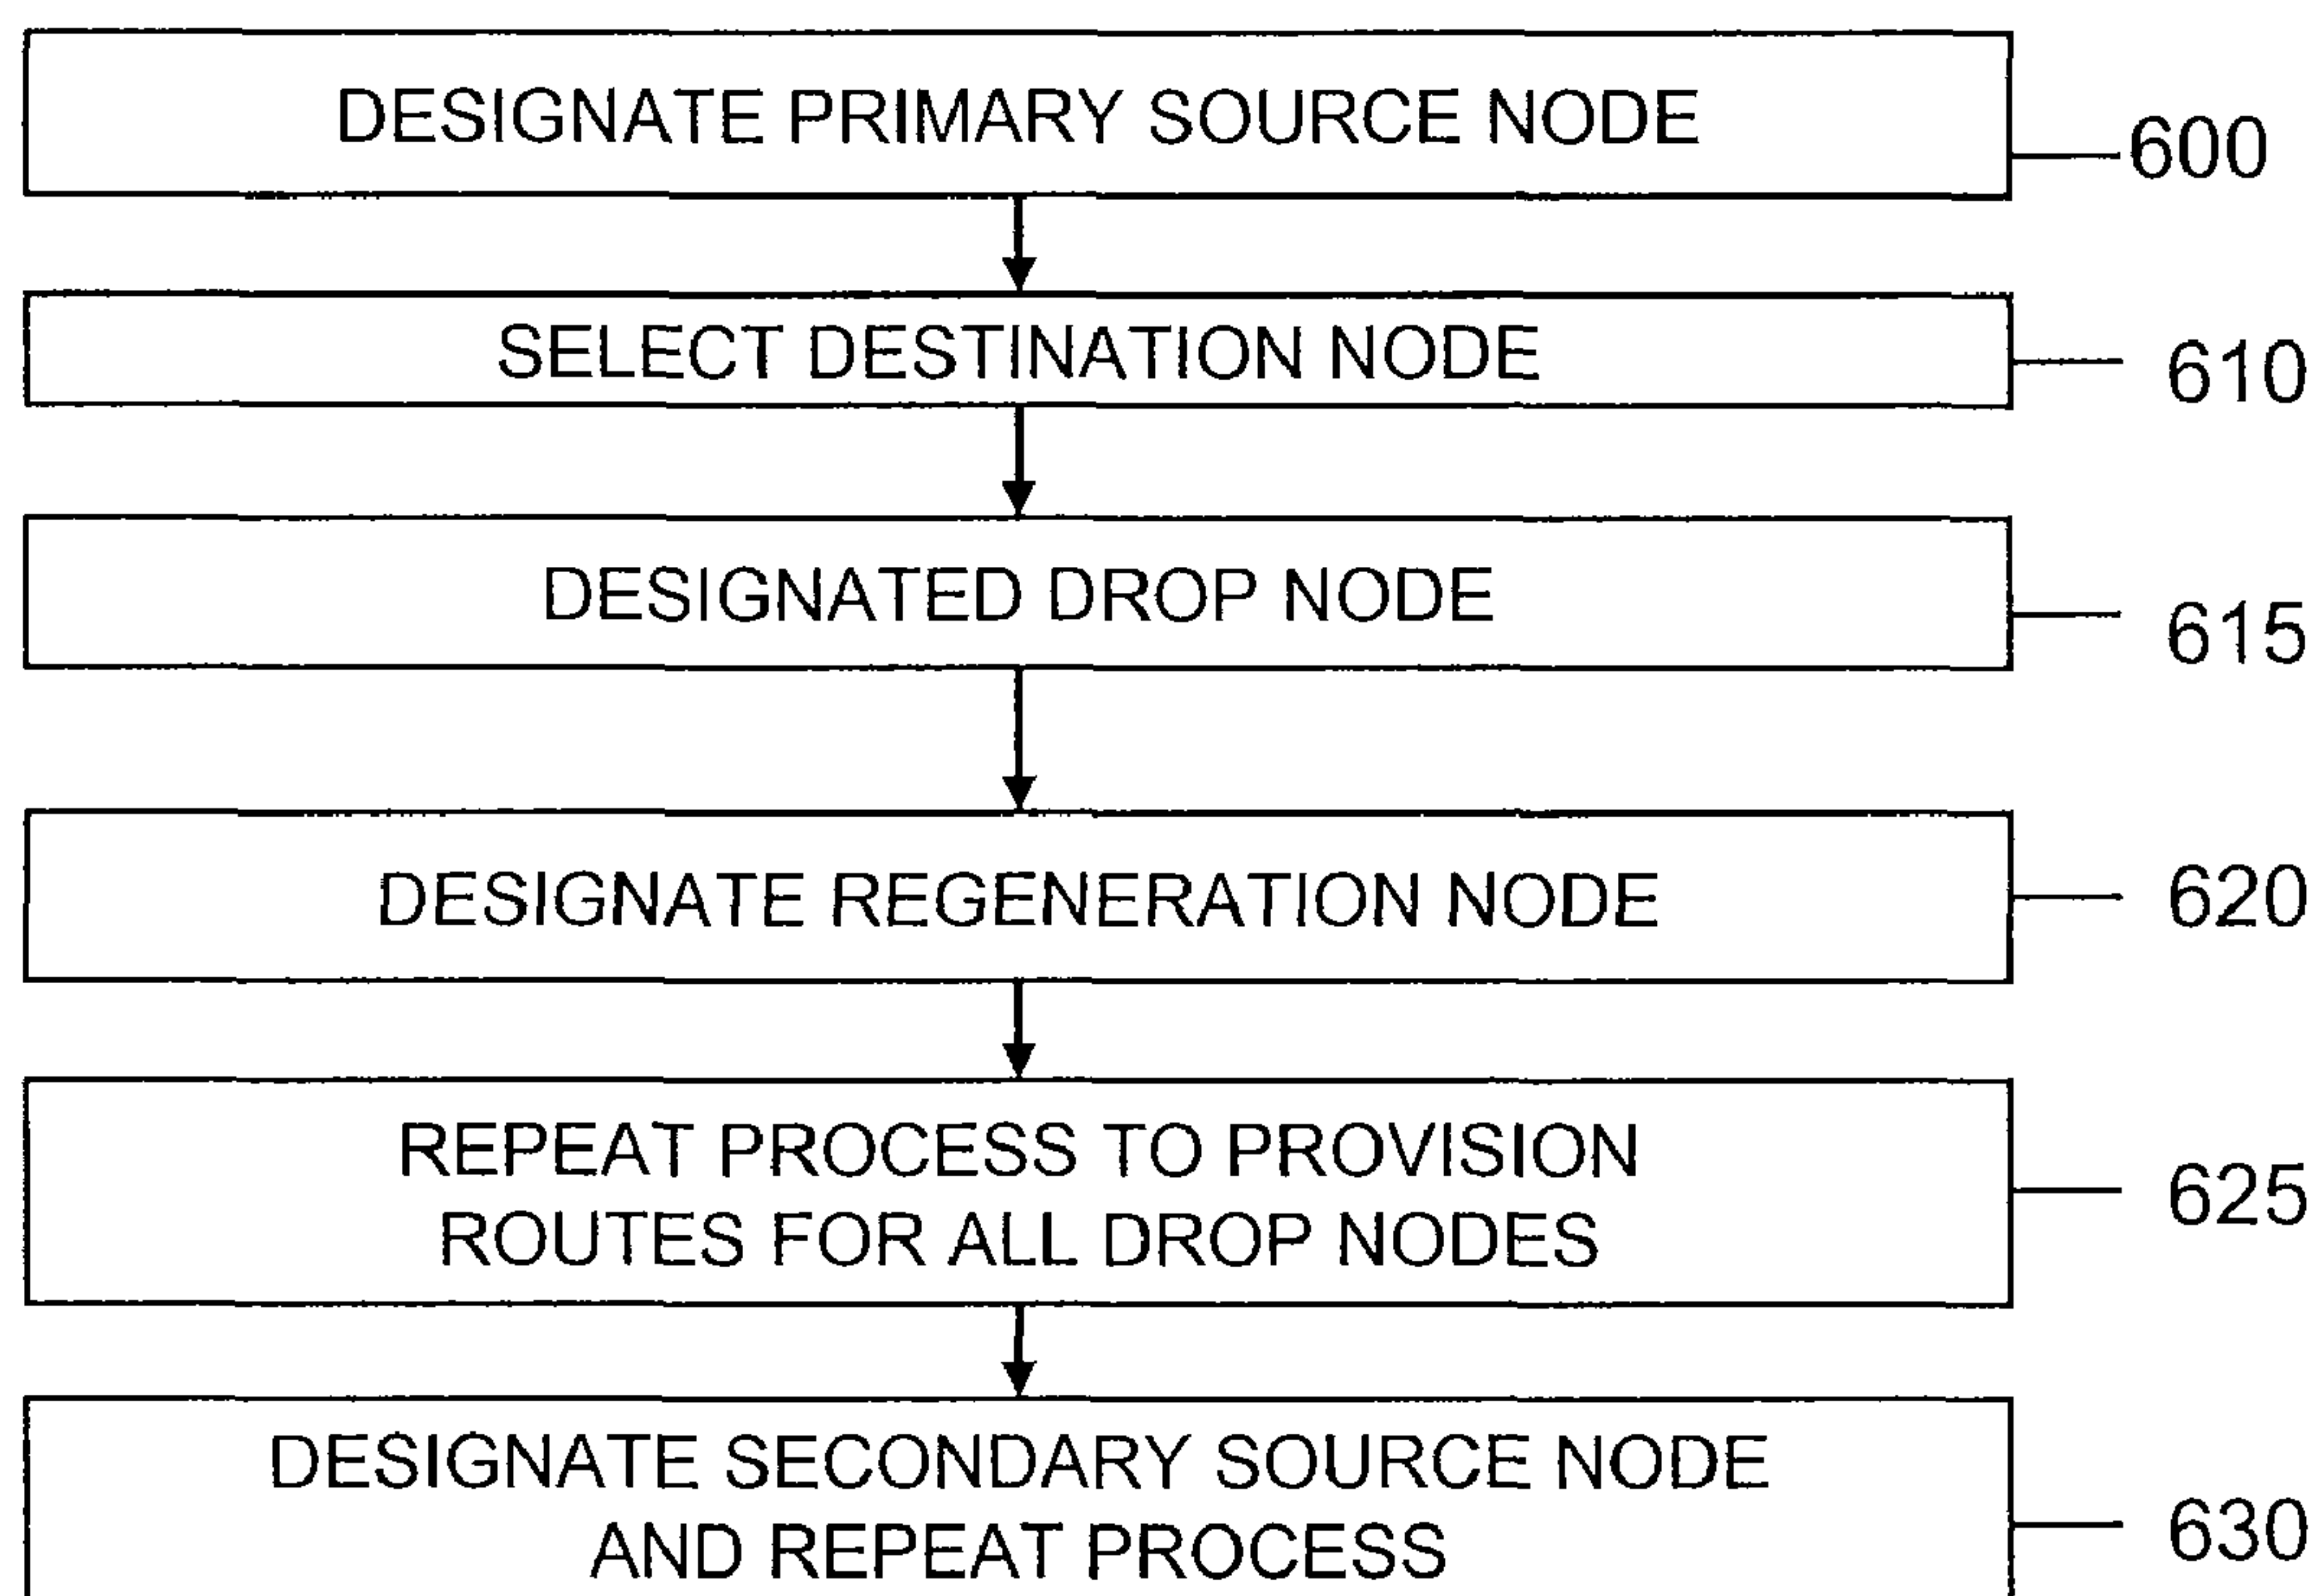 DESIGNATE PRIMARY SOURCE NODE
600
SELECT DESTINATION NODE
610
DESIGNATED DROP NODE
615
DESIGNATE REGENERATION NODE
620
REPEAT PROCESS TO PROVISION
ROUTES FOR ALL DROP NODES
625
DESIGNATE SECONDARY SOURCE NODE
AND REPEAT PROCESS
630